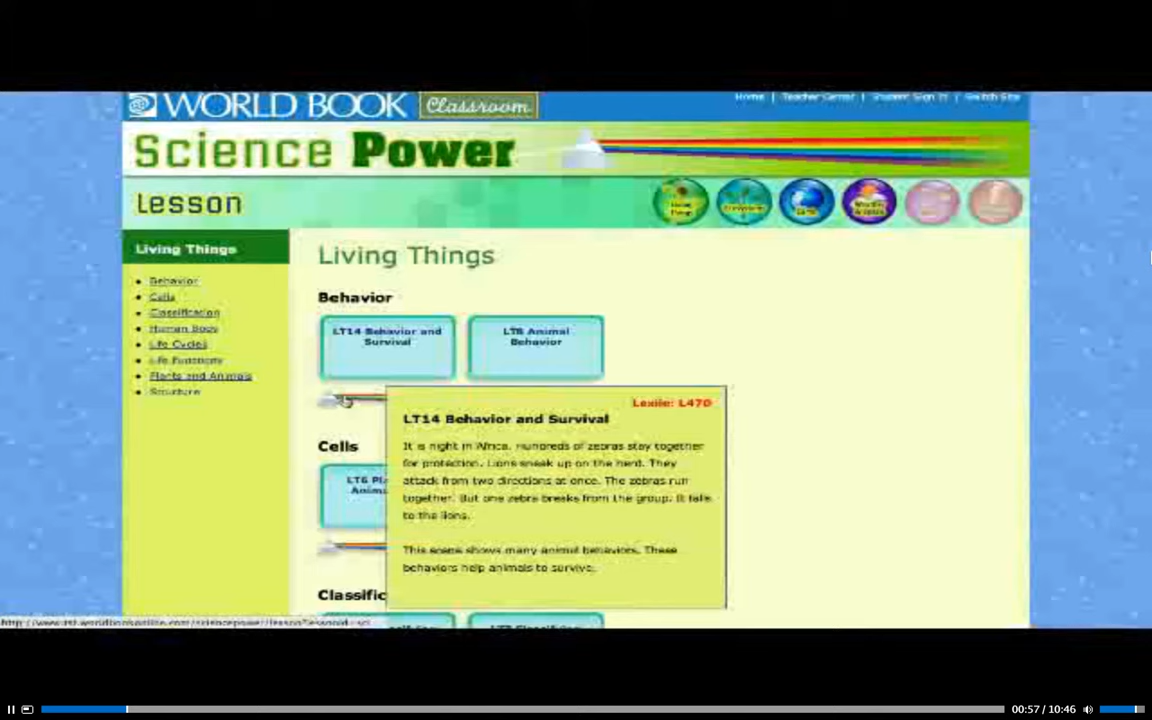 WORLD BOOK Classroom
Home | Teacher Center | Student Sign In | Switch Site
Science Power
Lesson
Living Things
Living Things
Behavior
Cells
Classification
Human Body
Life Cycles
Life Functions
Plants and Animals
Structure
Living Things
Behavior
LT14 Behavior and
Survival
LT8 Animal
Behavior
Lexile: L470
LT14 Behavior and Survival
It is night in Africa. Hundreds of zebras stay together
for protection. Lions sneak up on the herd. They
attack from two directions at once. The zebras run
together. But one zebra breaks from the group. It falls
to the lions.
This scene shows many animal behaviors. These
behaviors help animals to survive.
Cells
LT6
Classific
00:57 / 10:46